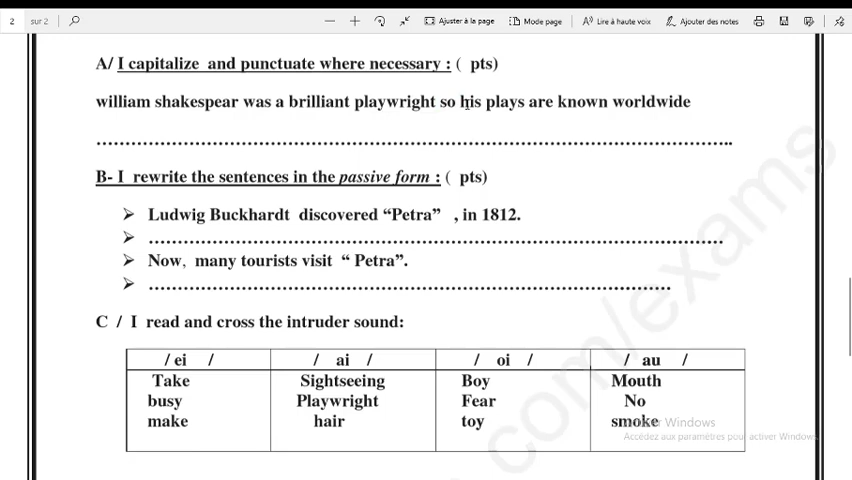 2 sur 2 Ajuster à la page Mode page Lire à haute voix Ajouter des notes
A/ I capitalize and punctuate where necessary : ( pts)
william shakespear was a brilliant playwright so his plays are known worldwide
………………………………………………………………………………………………..
B- I rewrite the sentences in the passive form : ( pts)
➢ Ludwig Buckhardt discovered “Petra” , in 1812.
➢ ………………………………………………………………………………………
➢ Now, many tourists visit “ Petra”.
➢ ………………………………………………………………………………
C / I read and cross the intruder sound:
/ ei / / ai / / oi / / au /
Take Sightseeing Boy Mouth
busy Playwright Fear No
make hair toy smoke
Activer Windows
Accédez aux paramètres pour activer Windows.
com/exams